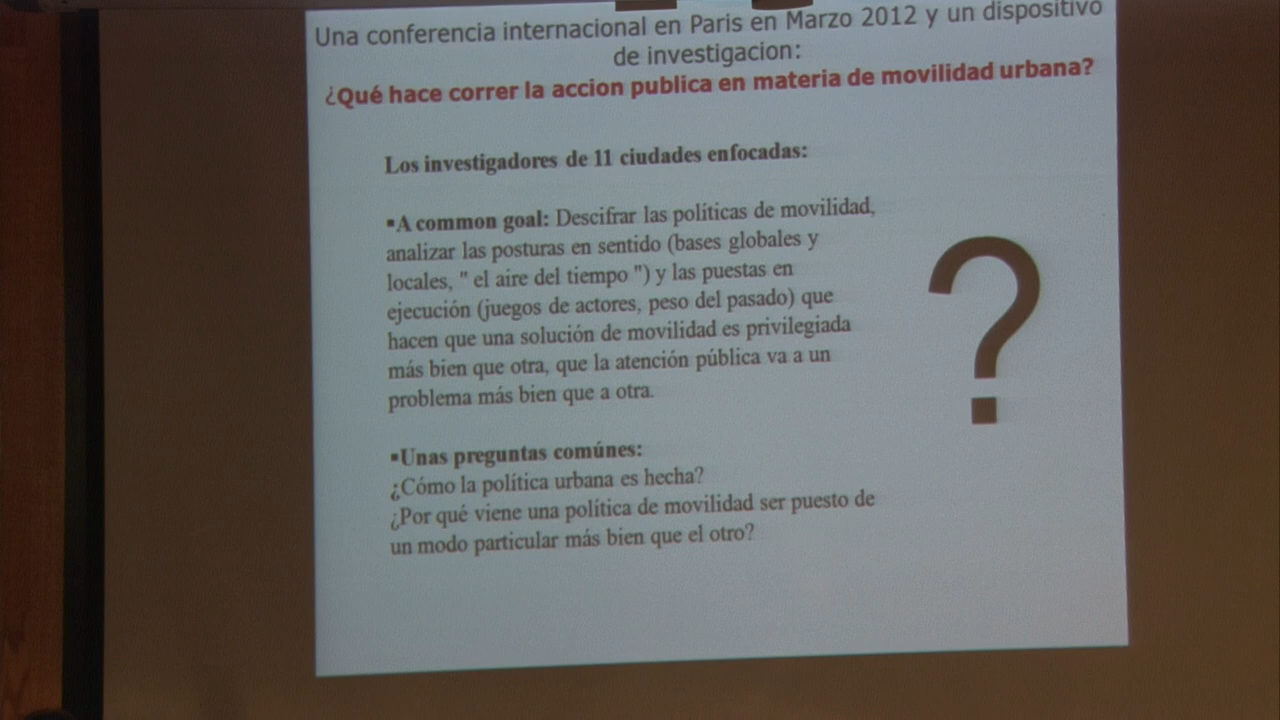 Una conferencia internacional en Paris en Marzo 2012 y un dispositivo
de investigacion:
¿Qué hace correr la accion publica en materia de movilidad urbana?
Los investigadores de 11 ciudades enfocadas:
▪A common goal: Descifrar las políticas de movilidad,
analizar las posturas en sentido (bases globales y
locales, " el aire del tiempo ") y las puestas en
ejecución (juegos de actores, peso del pasado) que
hacen que una solución de movilidad es privilegiada
más bien que otra, que la atención pública va a un
problema más bien que a otra.
▪Unas preguntas comúnes:
¿Cómo la política urbana es hecha?
¿Por qué viene una política de movilidad ser puesto de
un modo particular más bien que el otro?
?